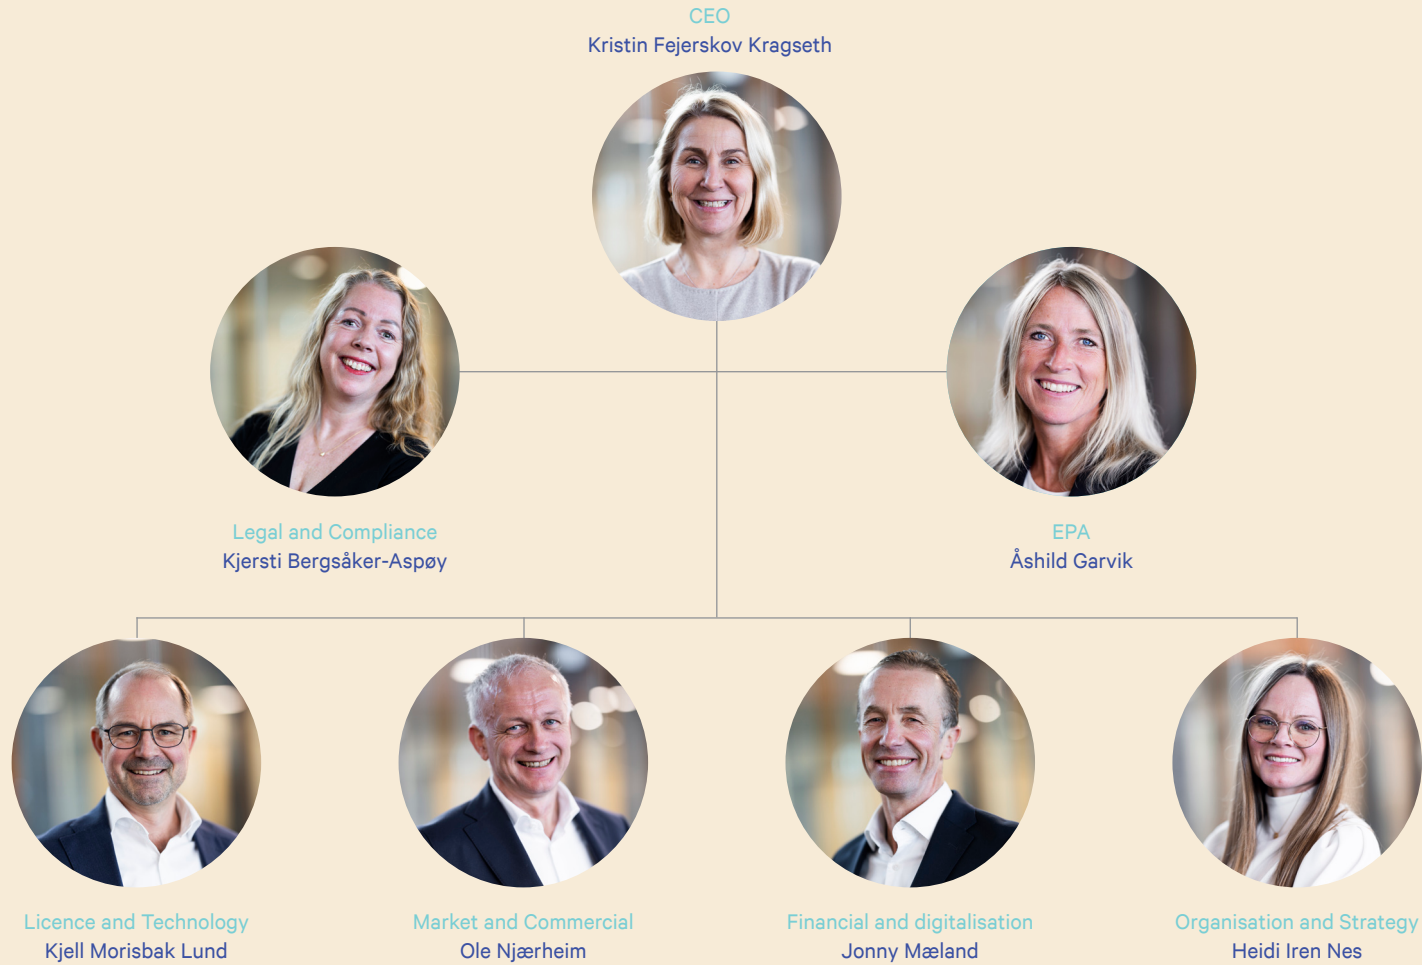 CEO
Kristin Fejerskov Kragseth
Legal and Compliance
Kjersti Bergsåker-Aspøy
EPA
Åshild Garvik
Licence and Technology
Kjell Morisbak Lund
Market and Commercial
Ole Njærheim
Financial and digitalisation
Jonny Mæland
Organisation and Strategy
Heidi Iren Nes